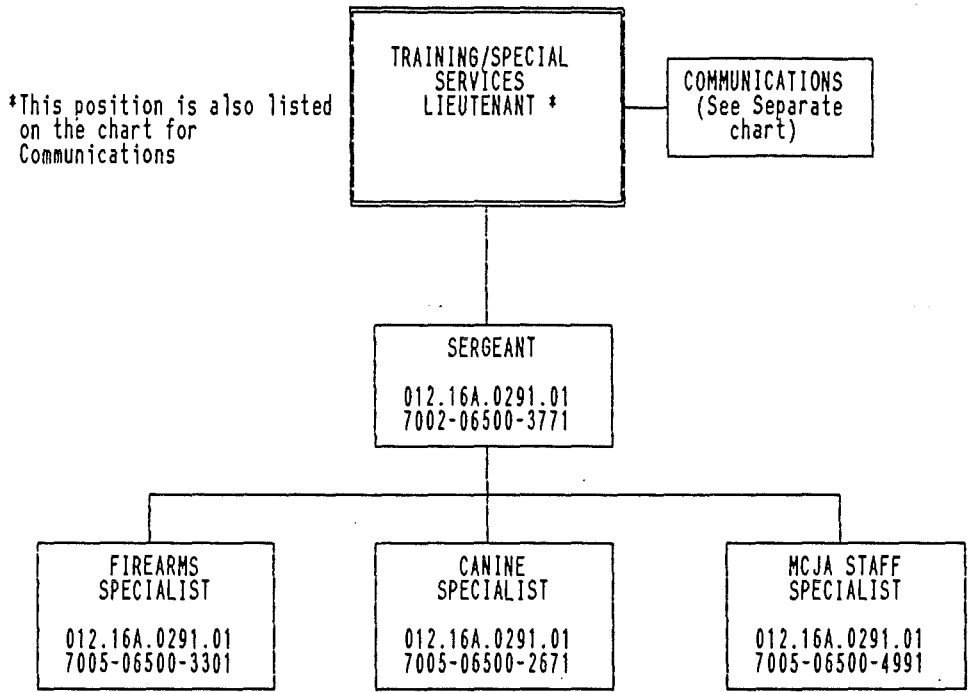 TRAINING/SPECIAL
SERVICES
LIEUTENANT *
COMMUNICATIONS
(See Separate
chart)
*This position is also listed
on the chart for
Communications
SERGEANT
012.16A.0291.01
7002-06500-3771
FIREARMS
SPECIALIST
012.16A.0291.01
7005-06500-3301
CANINE
SPECIALIST
012.16A.0291.01
7005-06500-2671
MCJA STAFF
SPECIALIST
012.16A.0291.01
7005-06500-4991